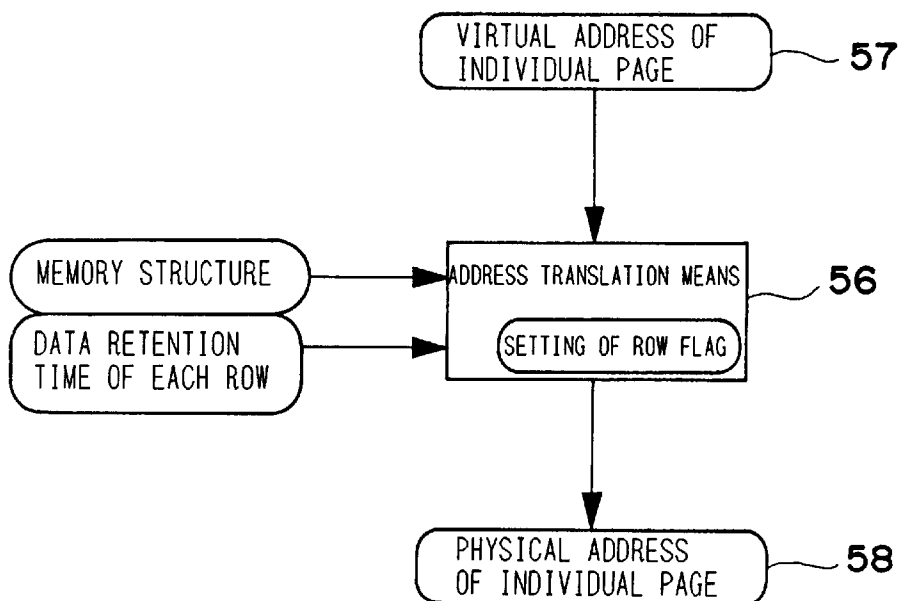 VIRTUAL ADDRESS OF
INDIVIDUAL PAGE
57
MEMORY STRUCTURE
DATA RETENTION
TIME OF EACH ROW
ADDRESS TRANSLATION MEANS
SETTING OF ROW FLAG
56
PHYSICAL ADDRESS
OF INDIVIDUAL PAGE
58